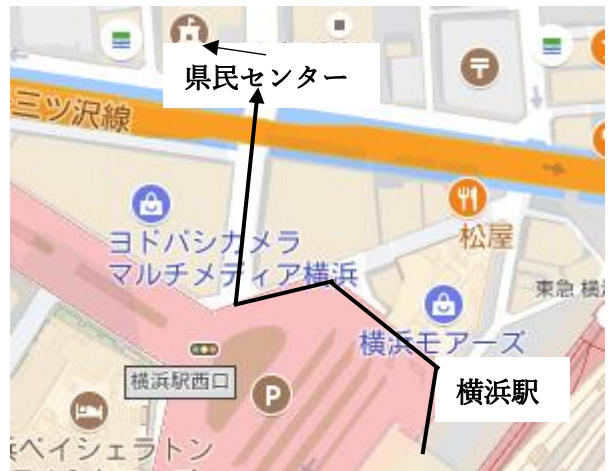 県民センター
三ツ沢線
ヨドバシカメラ
マルチメディア横浜
松屋
東急 横
横浜モアーズ
横浜駅西口
横浜駅
P
ベイシェラトン